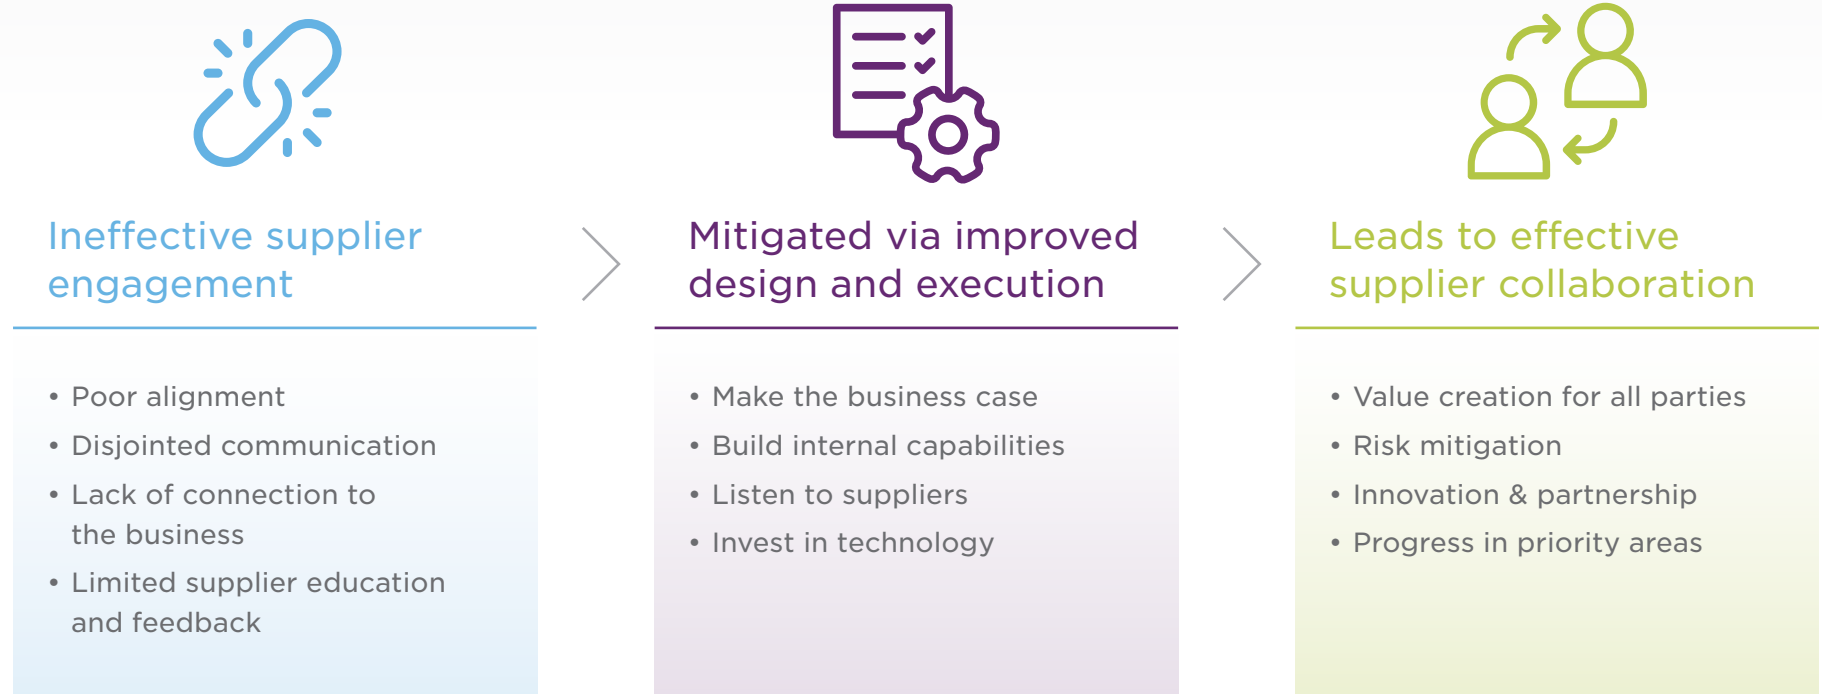 Ineffective supplier
engagement
• Poor alignment
• Disjointed communication
• Lack of connection to
the business
• Limited supplier education
and feedback
Mitigated via improved
design and execution
• Make the business case
• Build internal capabilities
• Listen to suppliers
• Invest in technology
Leads to effective
supplier collaboration
• Value creation for all parties
• Risk mitigation
• Innovation & partnership
• Progress in priority areas